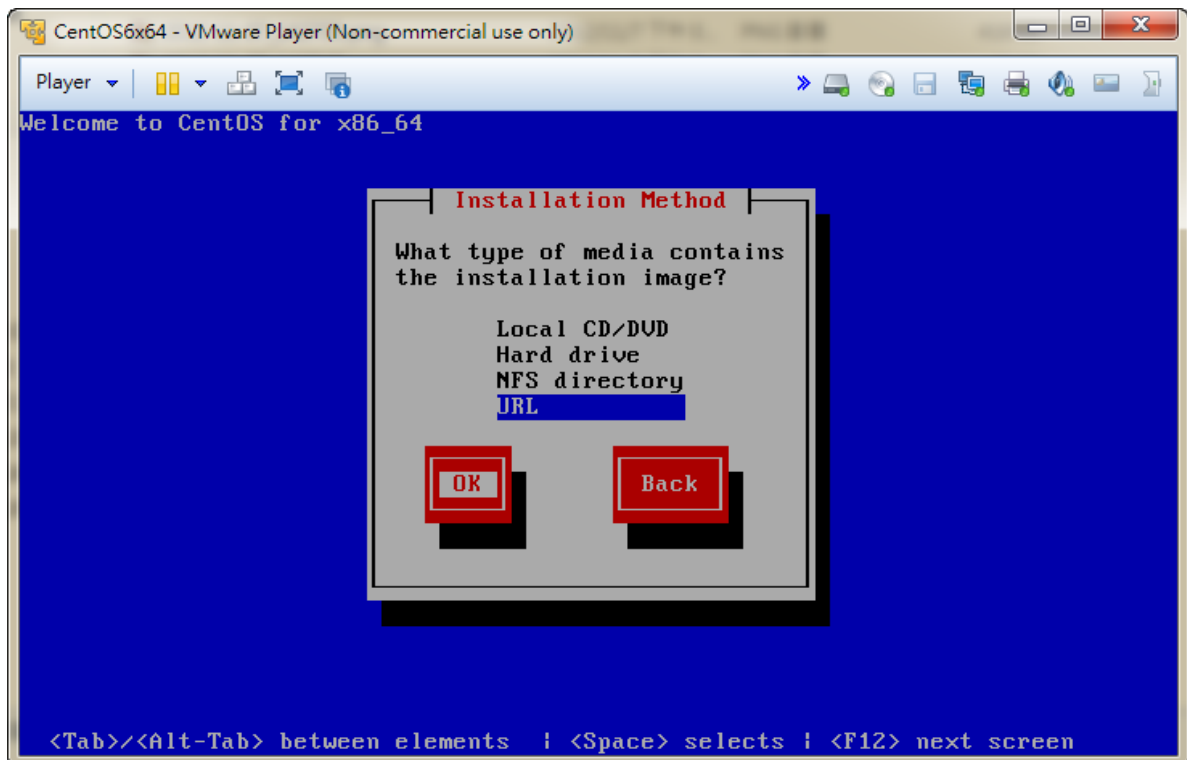 CentOS6x64 - VMware Player (Non-commercial use only)
Player
Welcome to CentOS for x86_64
Installation Method
What type of media contains
the installation image?
Local CD/DVD
Hard drive
NFS directory
URL
OK Back
<Tab>/<Alt-Tab> between elements | <Space> selects | <F12> next screen